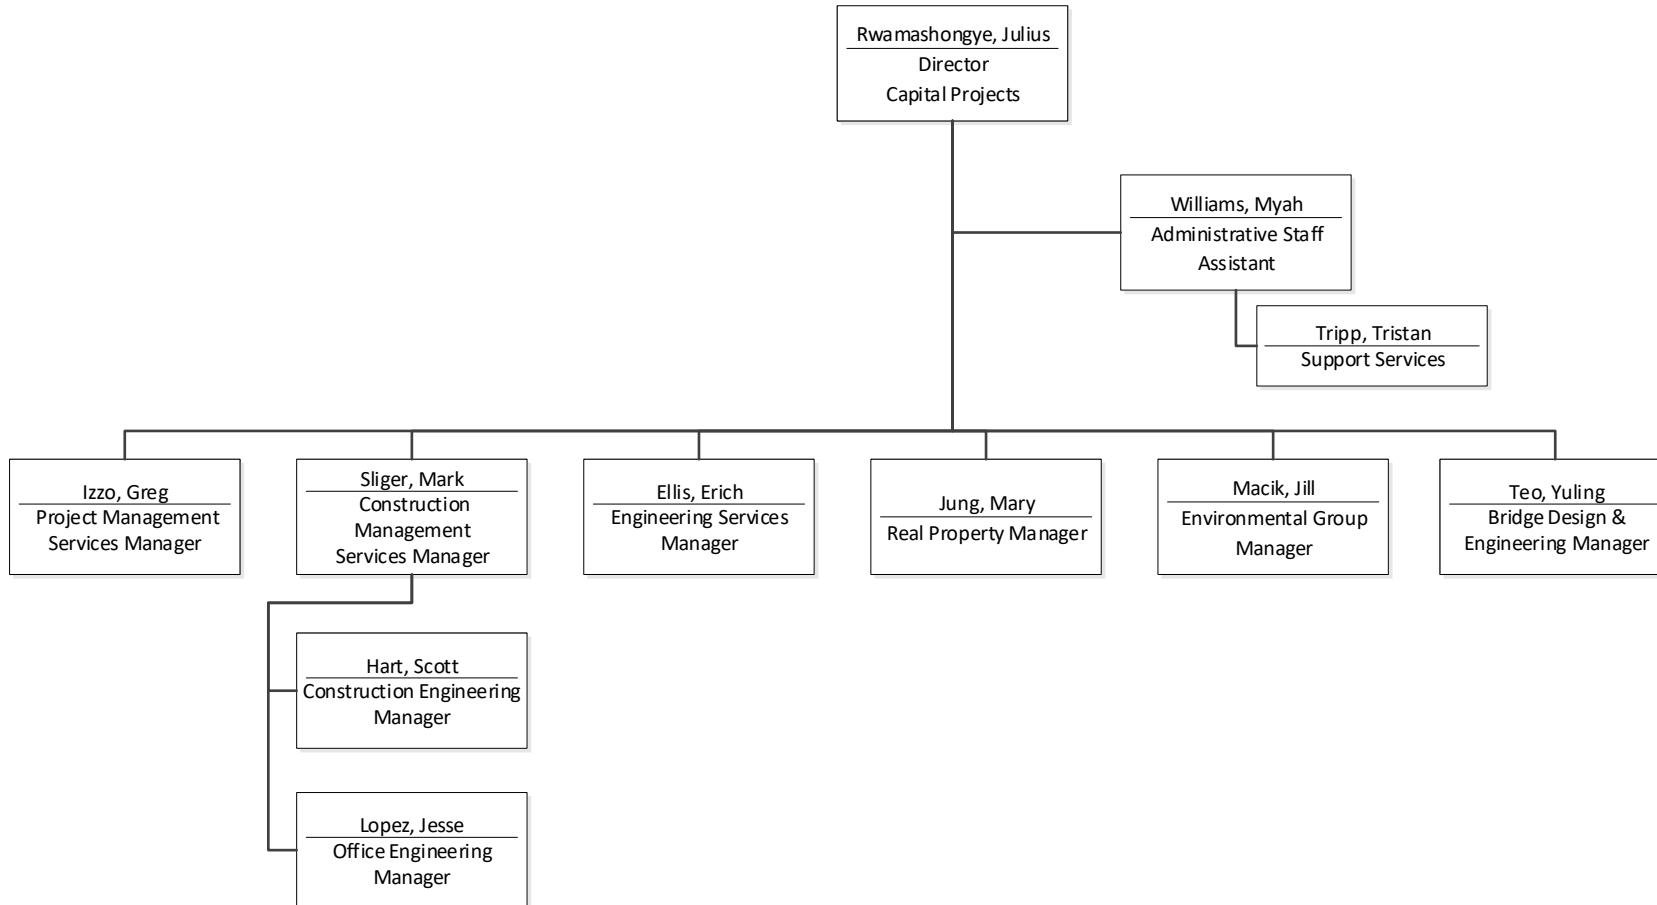 Rwamashongye, Julius
Director
Capital Projects
Williams, Myah
Administrative Staff
Assistant
Tripp, Tristan
Support Services
Izzo, Greg
Project Management
Services Manager
Sliger, Mark
Construction
Management
Services Manager
Ellis, Erich
Engineering Services
Manager
Jung, Mary
Real Property Manager
Macik, Jill
Environmental Group
Manager
Teo, Yuling
Bridge Design &
Engineering Manager
Hart, Scott
Construction Engineering
Manager
Lopez, Jesse
Office Engineering
Manager